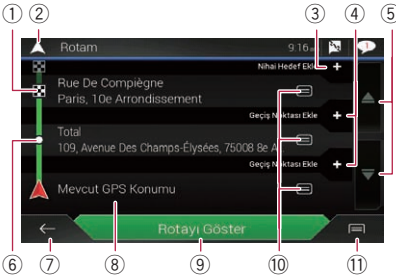 ① ② ③ ④ ⑤
Rotam 9.16
Nihai Hedef Ekle +
Rue De Compiègne
Paris, 10e Arrondissement
Geçiş Noktası Ekle +
Total
109, Avenue Des Champs-Élysées, 75008 8e A
Geçiş Noktası Ekle +
Mevcut GPS Konumu
Rotayı Göster
⑥ ⑦ ⑧ ⑨ ⑩ ⑪